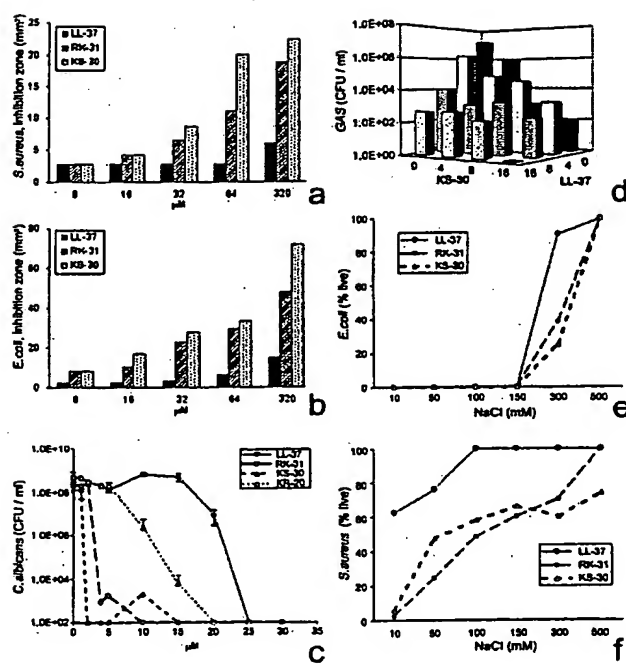 S.aureus, inhibition zone (mm²)
25
20
15
10
5
0
LL-37
RK-31
KS-30
8
16
32
64
320
µM
a
GAS (CFU / ml)
1.0E+08
1.0E+06
1.0E+04
1.0E+02
1.0E+00
0
4
8
16
KS-30
16
8
4
0
LL-37
d
E.coli, inhibition zone (mm²)
80
60
40
20
0
LL-37
RK-31
KS-30
8
16
32
64
320
µM
b
E.coli (% live)
100
80
60
40
20
0
LL-37
RK-31
KS-30
10
50
100
150
300
500
NaCl (mM)
e
C.albicans (CFU / ml)
1.0E+10
1.0E+08
1.0E+06
1.0E+04
1.0E+02
LL-37
RK-31
KS-30
KR-20
0
5
10
15
20
25
30
35
µM
c
S.aureus (% live)
100
80
60
40
20
0
LL-37
RK-31
KS-30
10
50
100
150
300
500
NaCl (mM)
f